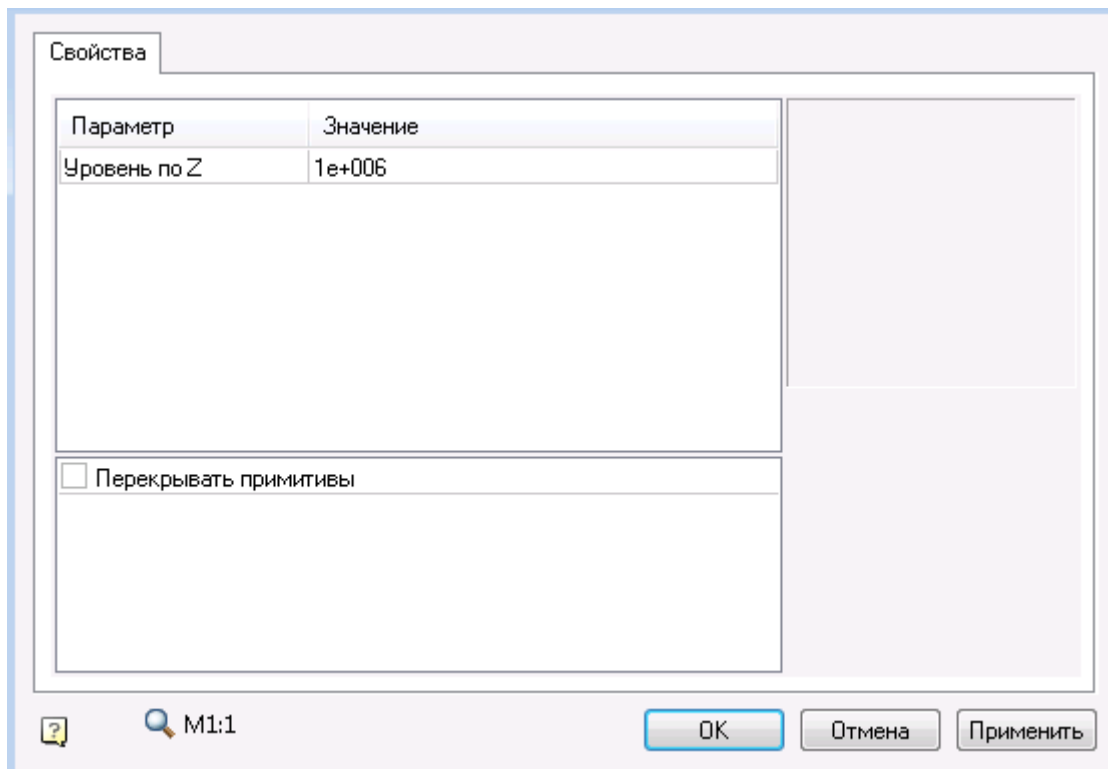 Свойства
Параметр Значение
Уровень по Z 1e+006
Перекрывать примитивы
? M1:1 OK Отмена Применить